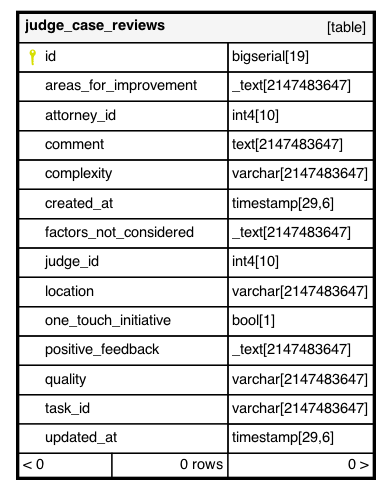 judge_case_reviews [table]
id bigserial[19]
areas_for_improvement _text[2147483647]
attorney_id int4[10]
comment text[2147483647]
complexity varchar[2147483647]
created_at timestamp[29,6]
factors_not_considered _text[2147483647]
judge_id int4[10]
location varchar[2147483647]
one_touch_initiative bool[1]
positive_feedback _text[2147483647]
quality varchar[2147483647]
task_id varchar[2147483647]
updated_at timestamp[29,6]
< 0 0 rows 0 >